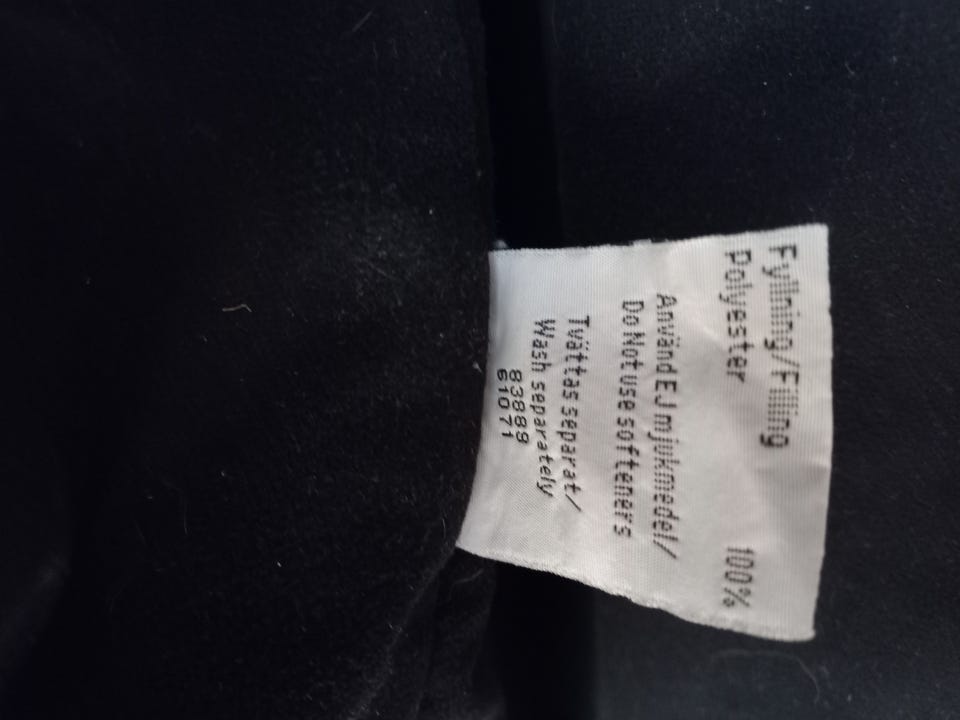 Fyllning/Filling
Polyester 100%
Använd EJ mjukmedel/
Do Not use softeners
Tvättas separat/
Wash separately
83889
61071